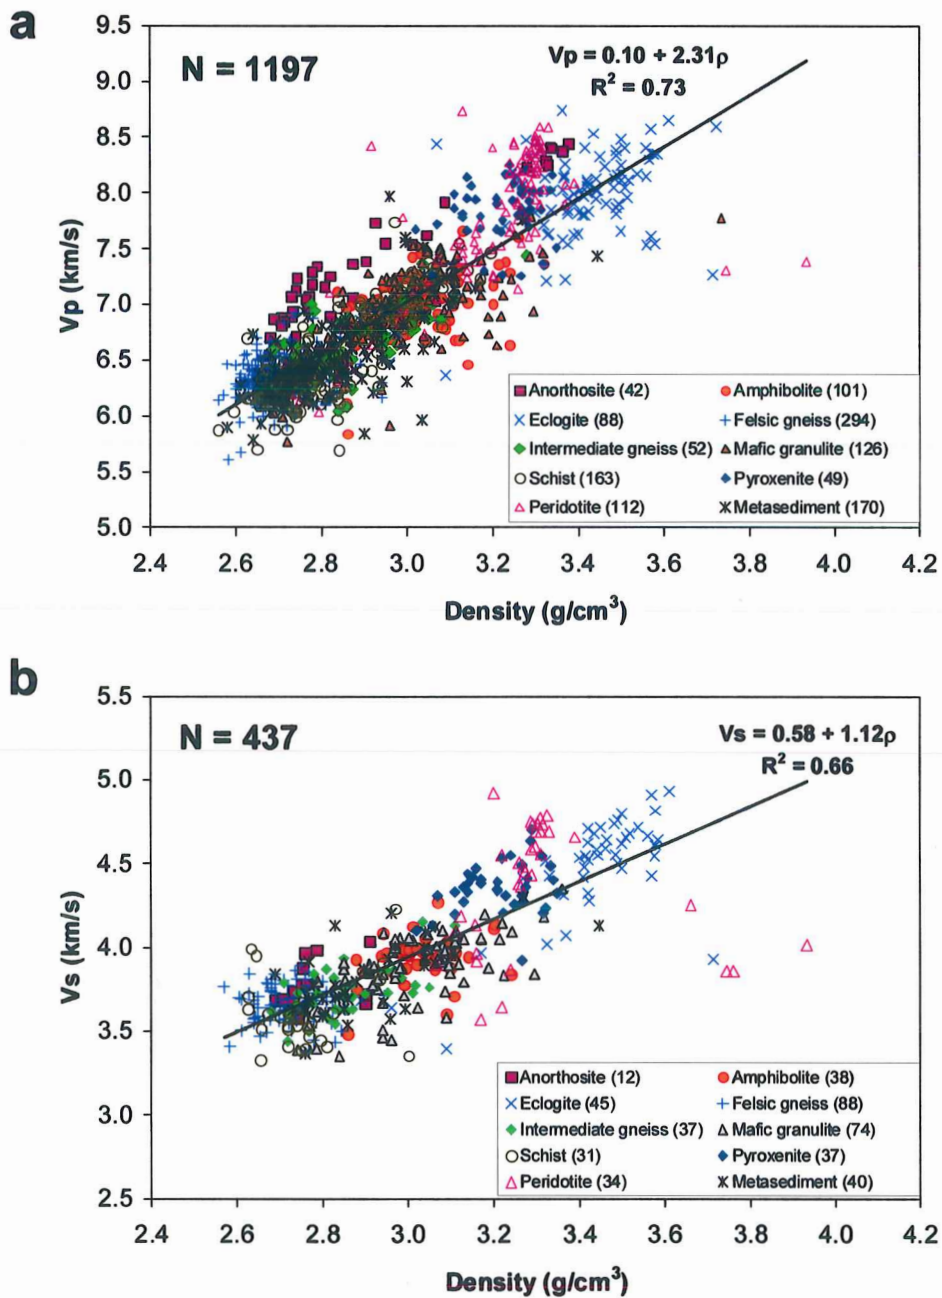 a
N = 1197
Vp = 0.10 + 2.31ρ
R² = 0.73
9.5
9.0
8.5
8.0
7.5
7.0
6.5
6.0
5.5
5.0
Vp (km/s)
Anorthosite (42)
Amphibolite (101)
Eclogite (88)
Felsic gneiss (294)
Intermediate gneiss (52)
Mafic granulite (126)
Schist (163)
Pyroxenite (49)
Peridotite (112)
Metasediment (170)
2.4 2.6 2.8 3.0 3.2 3.4 3.6 3.8 4.0 4.2
Density (g/cm³)
b
N = 437
Vs = 0.58 + 1.12ρ
R² = 0.66
5.5
5.0
4.5
4.0
3.5
3.0
2.5
Vs (km/s)
Anorthosite (12)
Amphibolite (38)
Eclogite (45)
Felsic gneiss (88)
Intermediate gneiss (37)
Mafic granulite (74)
Schist (31)
Pyroxenite (37)
Peridotite (34)
Metasediment (40)
2.4 2.6 2.8 3.0 3.2 3.4 3.6 3.8 4.0 4.2
Density (g/cm³)